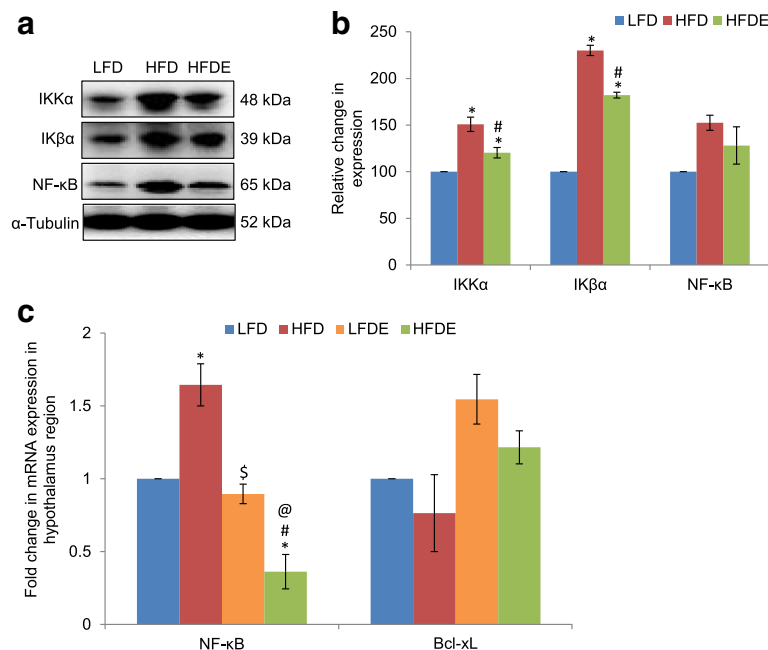 a
LFD HFD HFDE
IKKα 48 kDa
IKβα 39 kDa
NF-κB 65 kDa
α-Tubulin 52 kDa
b
LFD HFD HFDE
Relative change in
expression
250
200
150
100
50
0
*
#
*
*
#
*
IKKα IKβα NF-κB
c
LFD HFD LFDE HFDE
Fold change in mRNA expression in
hypothalamus region
2
1.5
1
0.5
0
*
$
@
#
*
NF-κB Bcl-xL